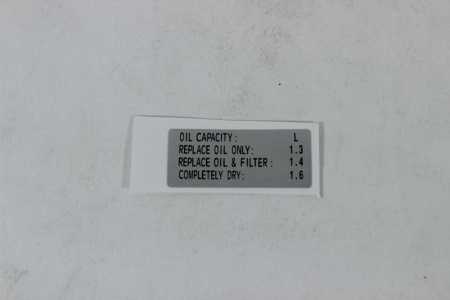 OIL CAPACITY: L
REPLACE OIL ONLY: 1.3
REPLACE OIL & FILTER: 1.4
COMPLETELY DRY: 1.6